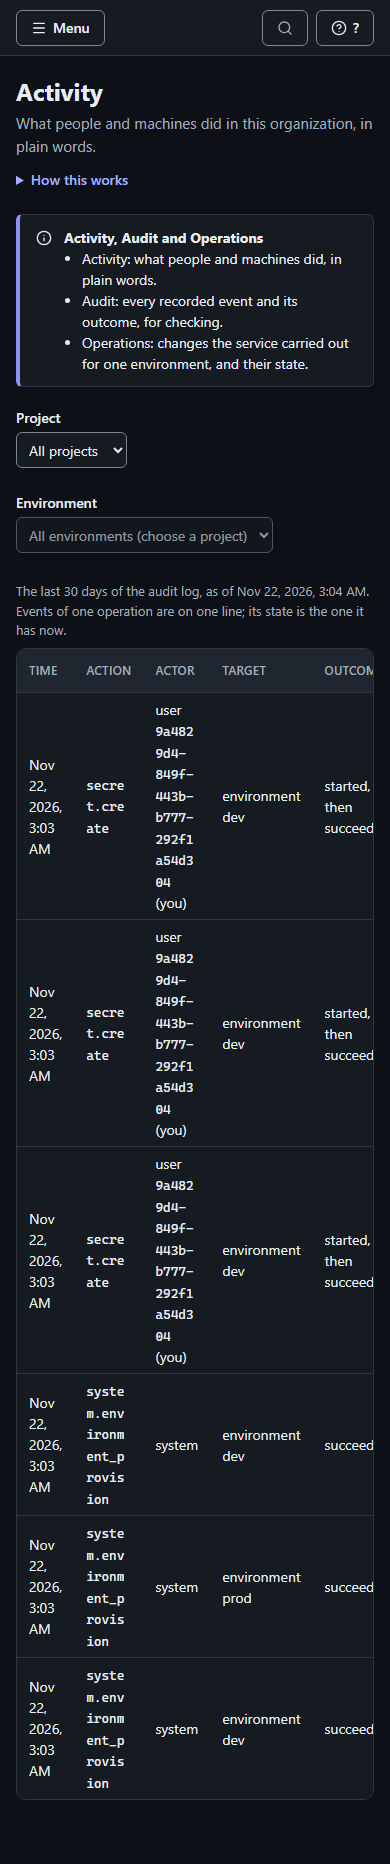 Menu
?
Activity
What people and machines did in this organization, in
plain words.
How this works
Activity, Audit and Operations
Activity: what people and machines did, in
plain words.
Audit: every recorded event and its
outcome, for checking.
Operations: changes the service carried out
for one environment, and their state.
Project
All projects
Environment
All environments (choose a project)
The last 30 days of the audit log, as of Nov 22, 2026, 3:04 AM.
Events of one operation are on one line; its state is the one it
has now.
TIME ACTION ACTOR TARGET OUTCOM
Nov
22,
2026,
3:03
AM
secre
t.cre
ate
user
9a482
9d4-
849f-
443b-
b777-
292f1
a54d3
04
(you)
environment
dev
started,
then
succeed
Nov
22,
2026,
3:03
AM
secre
t.cre
ate
user
9a482
9d4-
849f-
443b-
b777-
292f1
a54d3
04
(you)
environment
dev
started,
then
succeed
Nov
22,
2026,
3:03
AM
secre
t.cre
ate
user
9a482
9d4-
849f-
443b-
b777-
292f1
a54d3
04
(you)
environment
dev
started,
then
succeed
Nov
22,
2026,
3:03
AM
syste
m.env
ironm
ent_p
rovis
ion
system
environment
dev
succeed
Nov
22,
2026,
3:03
AM
syste
m.env
ironm
ent_p
rovis
ion
system
environment
prod
succeed
Nov
22,
2026,
3:03
AM
syste
m.env
ironm
ent_p
rovis
ion
system
environment
dev
succeed